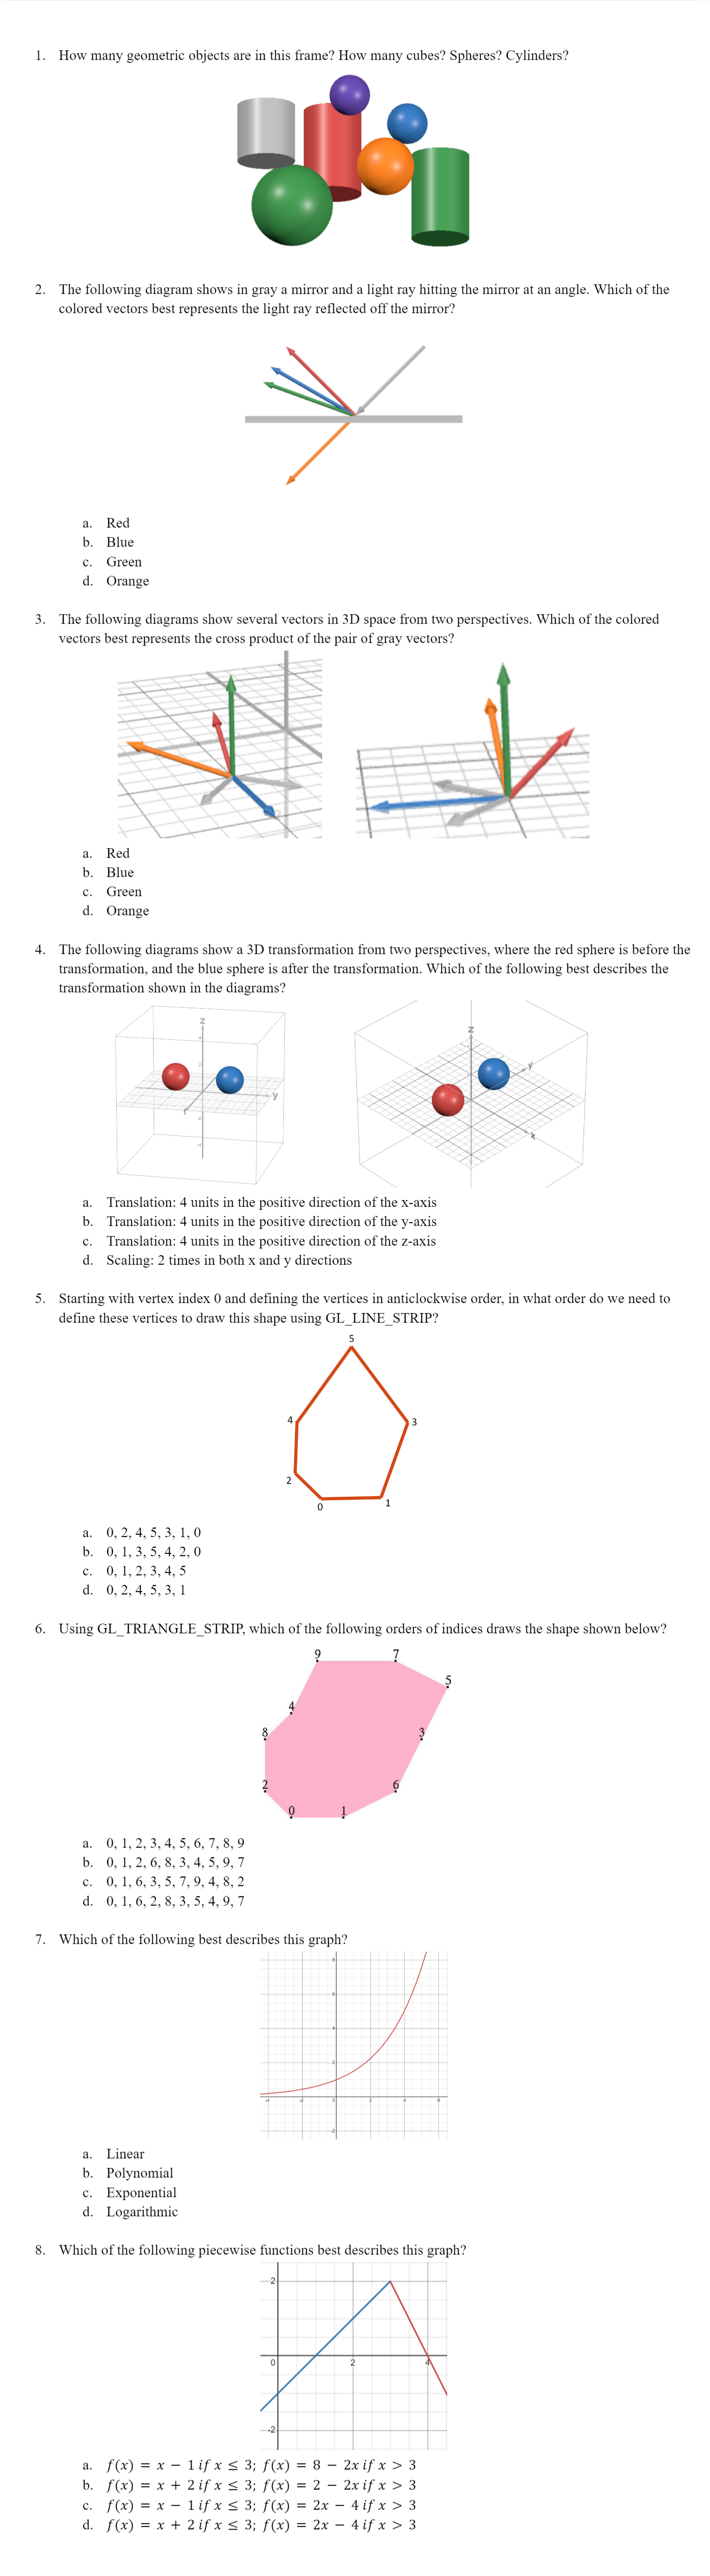 1. How many geometric objects are in this frame? How many cubes? Spheres? Cylinders?
2. The following diagram shows in gray a mirror and a light ray hitting the mirror at an angle. Which of the
colored vectors best represents the light ray reflected off the mirror?
a. Red
b. Blue
c. Green
d. Orange
3. The following diagrams show several vectors in 3D space from two perspectives. Which of the colored
vectors best represents the cross product of the pair of gray vectors?
a. Red
b. Blue
c. Green
d. Orange
4. The following diagrams show a 3D transformation from two perspectives, where the red sphere is before the
transformation, and the blue sphere is after the transformation. Which of the following best describes the
transformation shown in the diagrams?
z
y
z
y
x
a. Translation: 4 units in the positive direction of the x-axis
b. Translation: 4 units in the positive direction of the y-axis
c. Translation: 4 units in the positive direction of the z-axis
d. Scaling: 2 times in both x and y directions
5. Starting with vertex index 0 and defining the vertices in anticlockwise order, in what order do we need to
define these vertices to draw this shape using GL_LINE_STRIP?
5
4
3
2
0
1
a. 0, 2, 4, 5, 3, 1, 0
b. 0, 1, 3, 5, 4, 2, 0
c. 0, 1, 2, 3, 4, 5
d. 0, 2, 4, 5, 3, 1
6. Using GL_TRIANGLE_STRIP, which of the following orders of indices draws the shape shown below?
9
7
5
4
8
3
2
6
0
1
a. 0, 1, 2, 3, 4, 5, 6, 7, 8, 9
b. 0, 1, 2, 6, 8, 3, 4, 5, 9, 7
c. 0, 1, 6, 3, 5, 7, 9, 4, 8, 2
d. 0, 1, 6, 2, 8, 3, 5, 4, 9, 7
7. Which of the following best describes this graph?
a. Linear
b. Polynomial
c. Exponential
d. Logarithmic
8. Which of the following piecewise functions best describes this graph?
2
0 2 4
-2
a. f(x) = x − 1 if x ≤ 3; f(x) = 8 − 2x if x > 3
b. f(x) = x + 2 if x ≤ 3; f(x) = 2 − 2x if x > 3
c. f(x) = x − 1 if x ≤ 3; f(x) = 2x − 4 if x > 3
d. f(x) = x + 2 if x ≤ 3; f(x) = 2x − 4 if x > 3